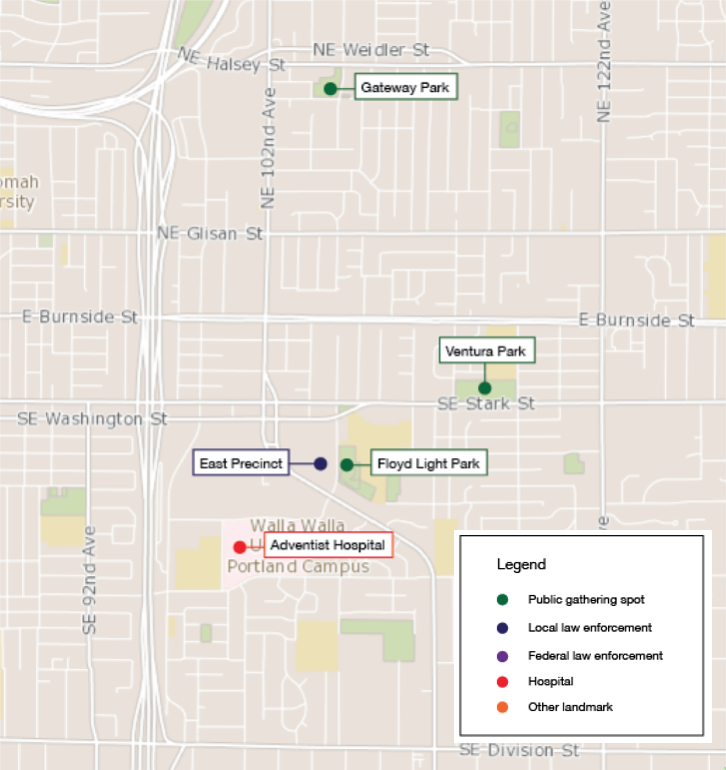 NE Weidler St
NE Halsey St
Gateway Park
NE 102nd Ave
NE 122nd Ave
omah
rsity
NE Glisan St
E Burnside St
E Burnside St
Ventura Park
SE Stark St
SE Washington St
East Precinct
Floyd Light Park
Walla Walla
U
Adventist Hospital
Portland Campus
SE 92nd Ave
e
Legend
Public gathering spot
Local law enforcement
Federal law enforcement
Hospital
Other landmark
SE Division St